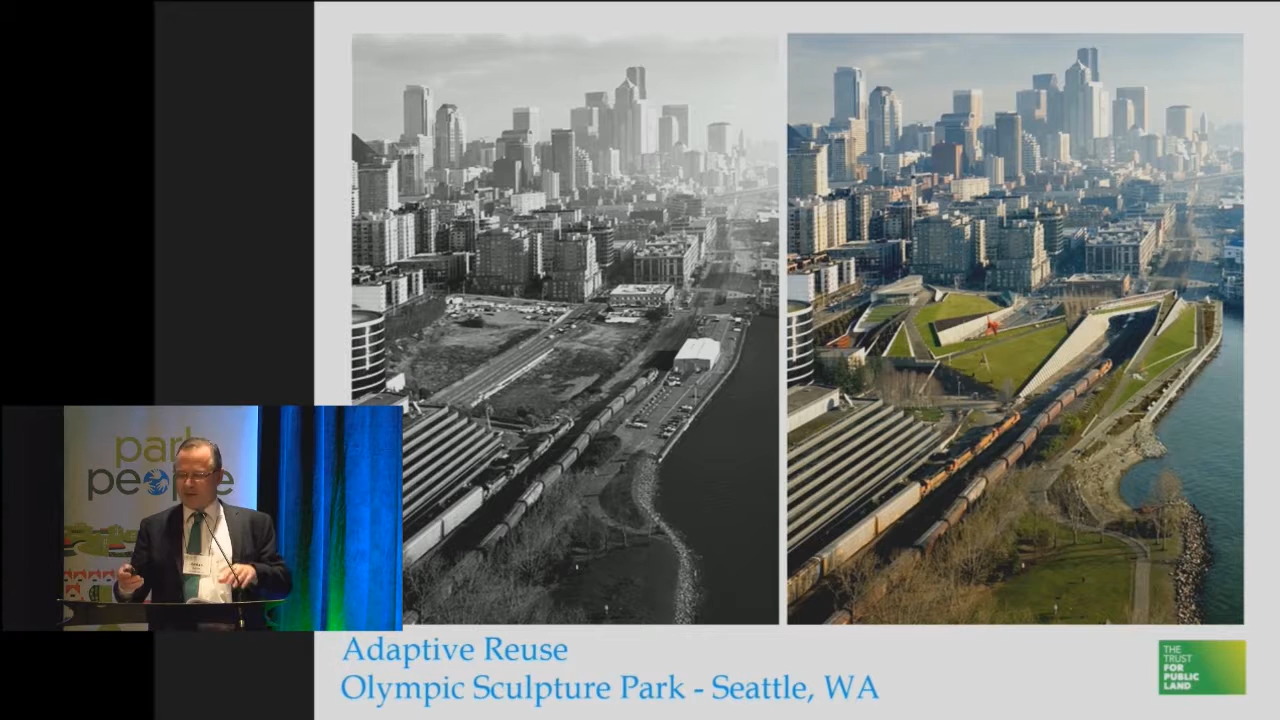 park
people
Adaptive Reuse
Olympic Sculpture Park - Seattle, WA
THE
TRUST
FOR
PUBLIC
LAND